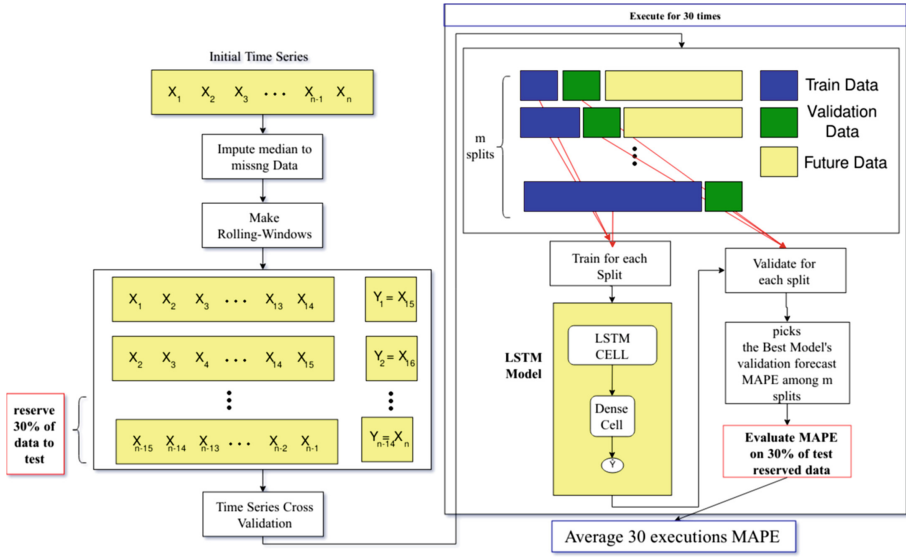 Initial Time Series
X1 X2 X3 ... Xn-1 Xn
Impute median to
missng Data
Make
Rolling-Windows
X1 X2 X3 ... X13 X14
Y1 = X15
X2 X3 X4 ... X14 X15
Y2 = X16
reserve
30% of
data to
test
Xn-15 Xn-14 Xn-13 ... Xn-2 Xn-1
Yn-14 = Xn
Time Series Cross
Validation
Execute for 30 times
m
splits
Train Data
Validation
Data
Future Data
Train for each
Split
Validate for
each split
LSTM
Model
LSTM
CELL
Dense
Cell
Y
picks
the Best Model's
validation forecast
MAPE among m
splits
Evaluate MAPE
on 30% of test
reserved data
Average 30 executions MAPE